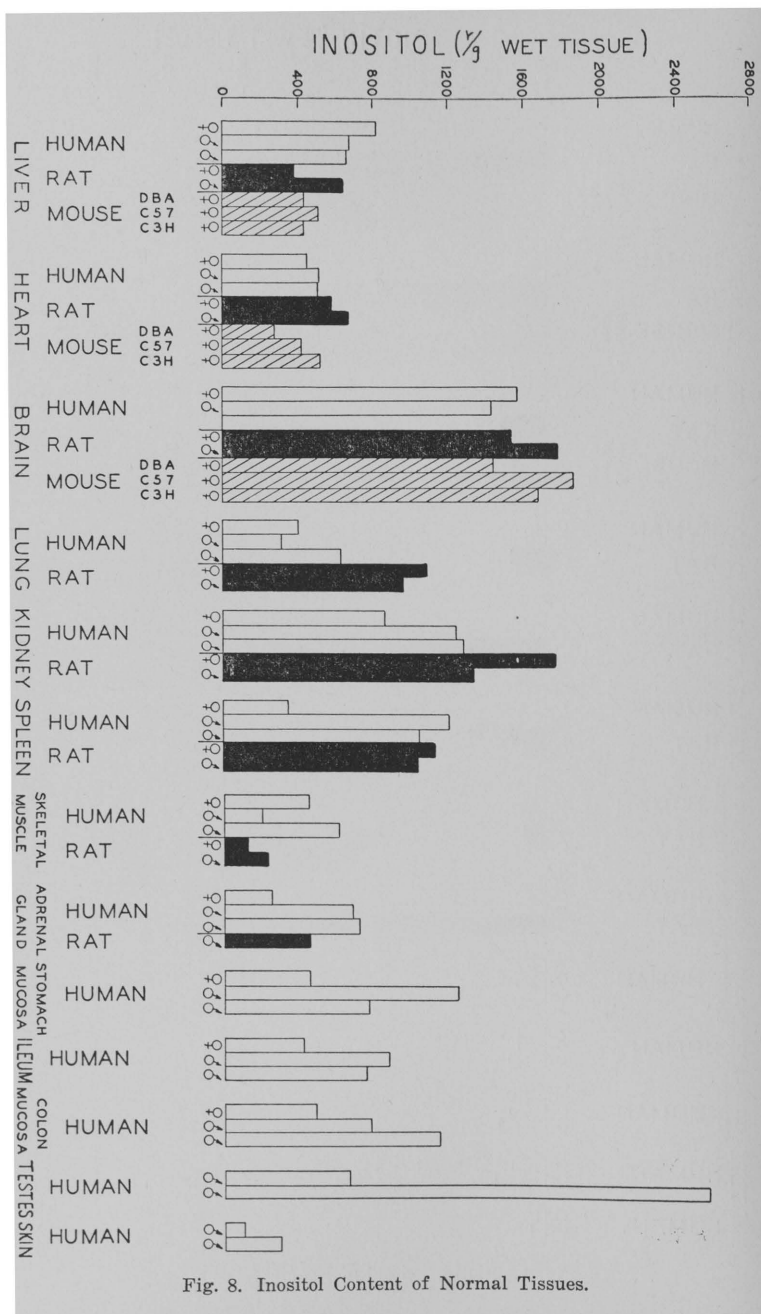 INOSITOL (γ/g WET TISSUE)
0 400 800 1200 1600 2000 2400 2800
LIVER
HUMAN ♀ ♂ ♂
RAT ♀ ♂
MOUSE DBA ♀
C57 ♀
C3H ♀
HEART
HUMAN ♀ ♂ ♂
RAT ♀ ♂
MOUSE DBA ♀
C57 ♀
C3H ♀
BRAIN
HUMAN ♀ ♂
RAT ♀ ♂
MOUSE DBA ♀
C57 ♀
C3H ♀
LUNG
HUMAN ♀ ♂ ♂
RAT ♀ ♂
KIDNEY
HUMAN ♀ ♂ ♂
RAT ♀ ♂
SPLEEN
HUMAN ♀ ♂ ♂
RAT ♀ ♂
SKELETAL
MUSCLE
HUMAN ♀ ♂ ♂
RAT ♀ ♂
ADRENAL
GLAND
HUMAN ♀ ♂ ♂
RAT ♂
STOMACH
MUCOSA
HUMAN ♀ ♂ ♂
ILEUM
MUCOSA
HUMAN ♀ ♂ ♂
COLON
HUMAN ♀ ♂ ♂
TESTES
HUMAN ♂ ♂
SKIN
HUMAN ♂ ♂
Fig. 8. Inositol Content of Normal Tissues.